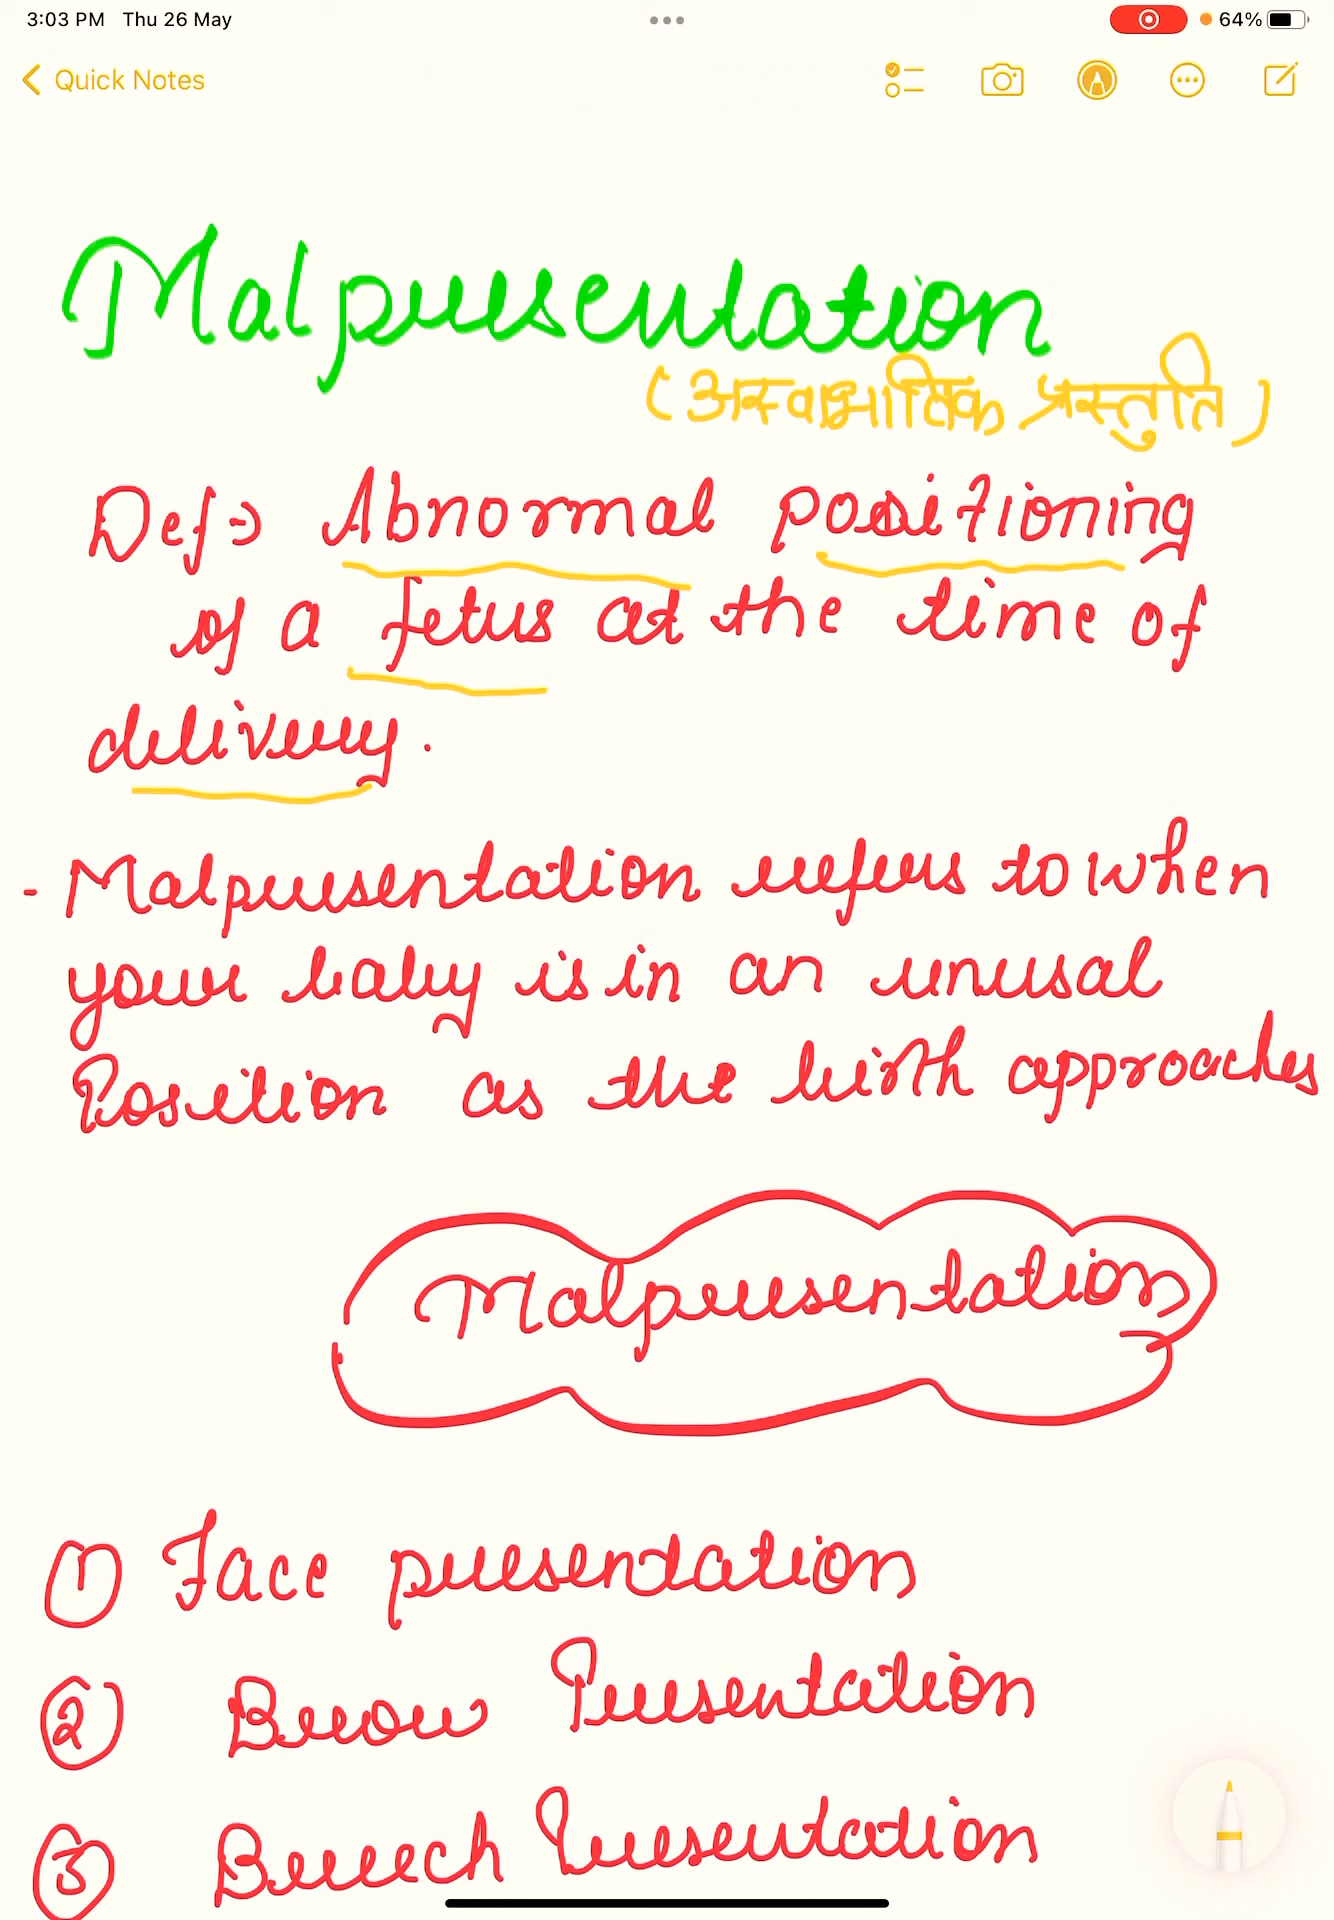 3:03 PM Thu 26 May
64%
Quick Notes
Malpresentation
(अस्वाभातिक प्रस्तुति)
Def⇒ Abnormal positioning
of a fetus at the time of
delivery.
- Malpresentation refers to when
your baby is in an unusal
Position as the birth approaches
Malpresentation
① Face presentation
② Brow Presentation
③ Breech Presentation